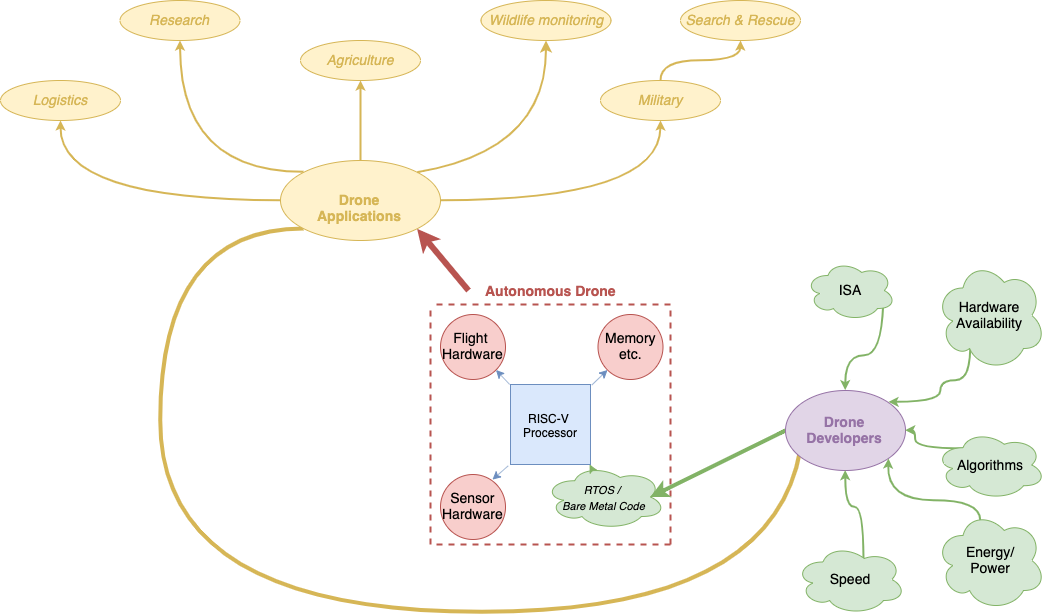 Research
Wildlife monitoring
Search & Rescue
Agriculture
Logistics
Military
Drone
Applications
Autonomous Drone
ISA
Hardware
Availability
Flight
Hardware
Memory
etc.
RISC-V
Processor
Drone
Developers
Algorithms
Sensor
Hardware
RTOS /
Bare Metal Code
Energy/
Power
Speed